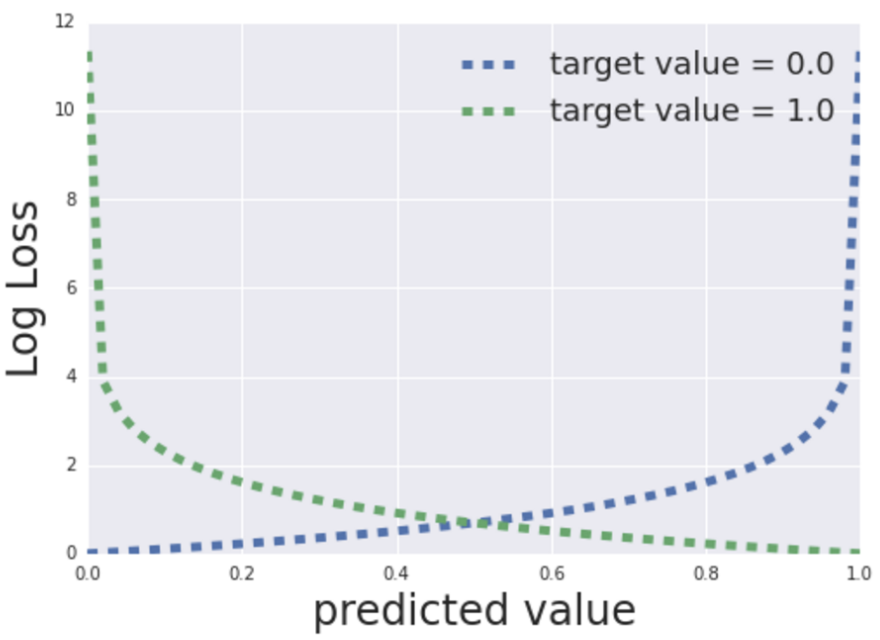 12
10
8
6
4
2
0
Log Loss
target value = 0.0
target value = 1.0
0.0 0.2 0.4 0.6 0.8 1.0
predicted value